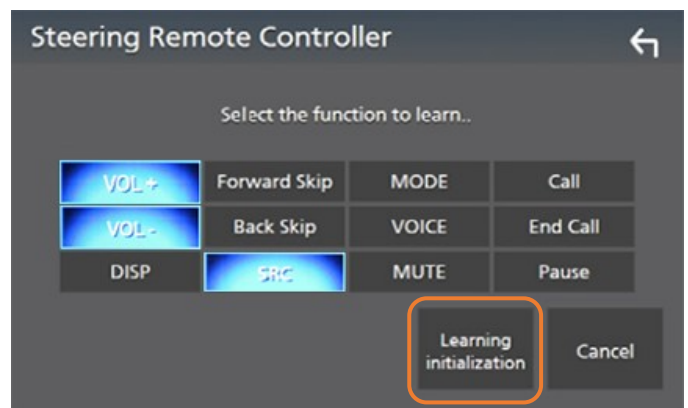 Steering Remote Controller
Select the function to learn..
VOL+ Forward Skip MODE Call
VOL- Back Skip VOICE End Call
DISP SRC MUTE Pause
Learning
initialization
Cancel